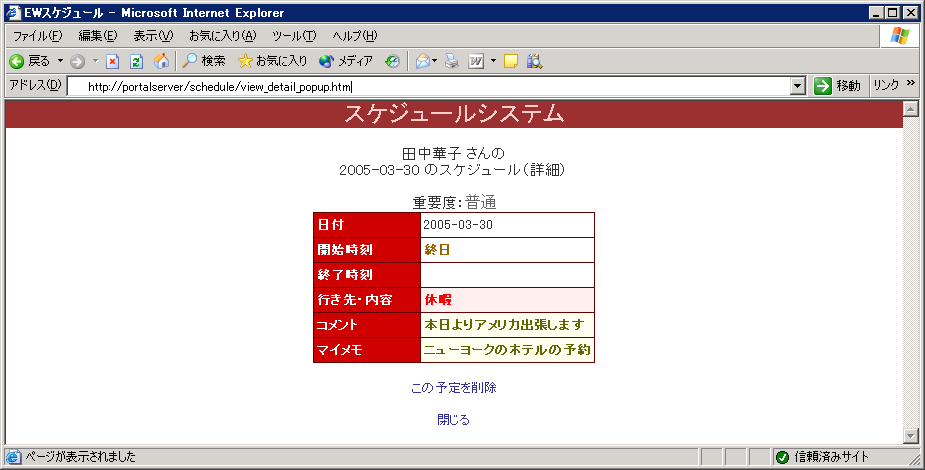 EWスケジュール - Microsoft Internet Explorer
ファイル(F) 編集(E) 表示(V) お気に入り(A) ツール(T) ヘルプ(H)
戻る 検索 お気に入り メディア
アドレス(D) http://portalserver/schedule/view_detail_popup.htm 移動 リンク »
スケジュールシステム
田中華子 さんの
2005-03-30 のスケジュール（詳細）
重要度：普通
日付 2005-03-30
開始時刻 終日
終了時刻
行き先・内容 休暇
コメント 本日よりアメリカ出張します
マイメモ ニューヨークのホテルの予約
この予定を削除
閉じる
ページが表示されました 信頼済みサイト